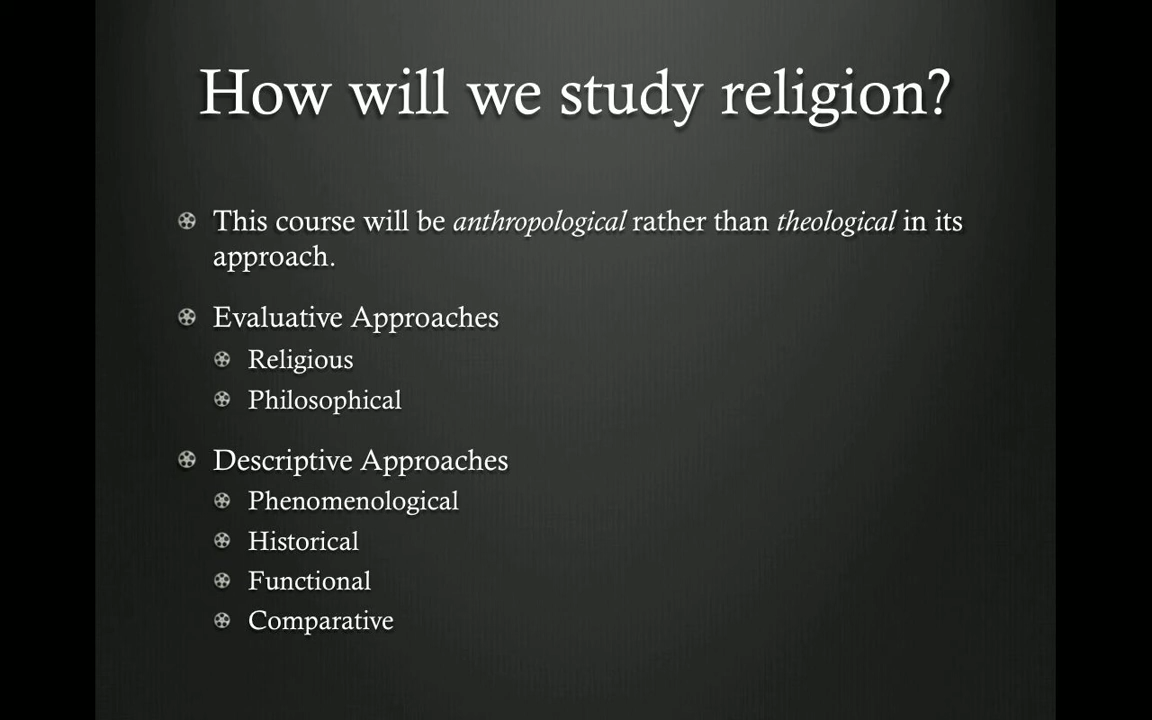 How will we study religion?
This course will be anthropological rather than theological in its
approach.
Evaluative Approaches
Religious
Philosophical
Descriptive Approaches
Phenomenological
Historical
Functional
Comparative